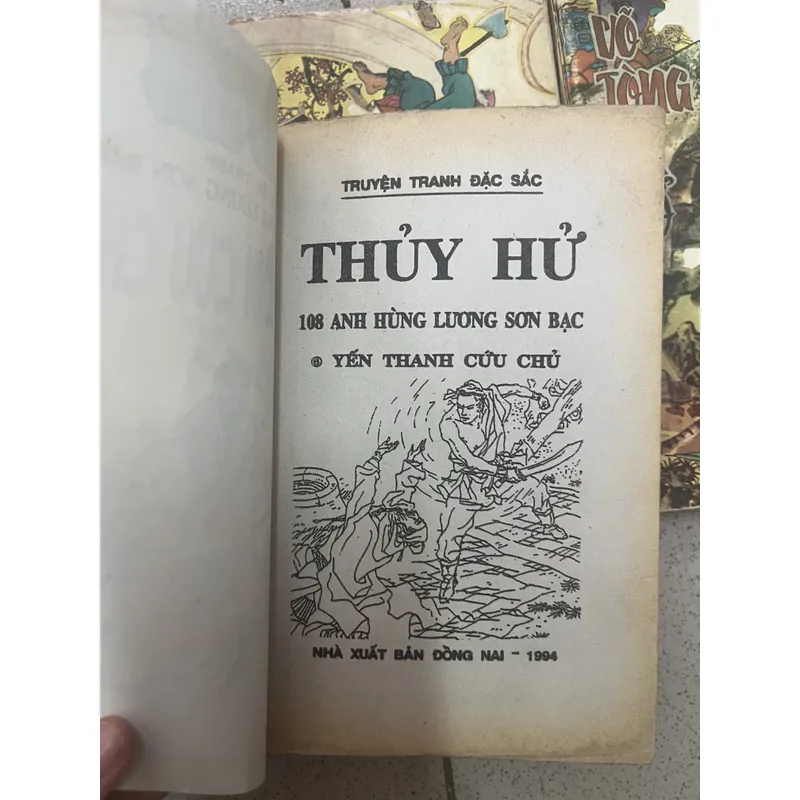 TRUYỆN TRANH ĐẶC SẮC
THỦY HỬ
108 ANH HÙNG LƯƠNG SƠN BẠC
⑥ YẾN THANH CỨU CHỦ
NHÀ XUẤT BẢN ĐỒNG NAI - 1994
VÕ
TÒNG